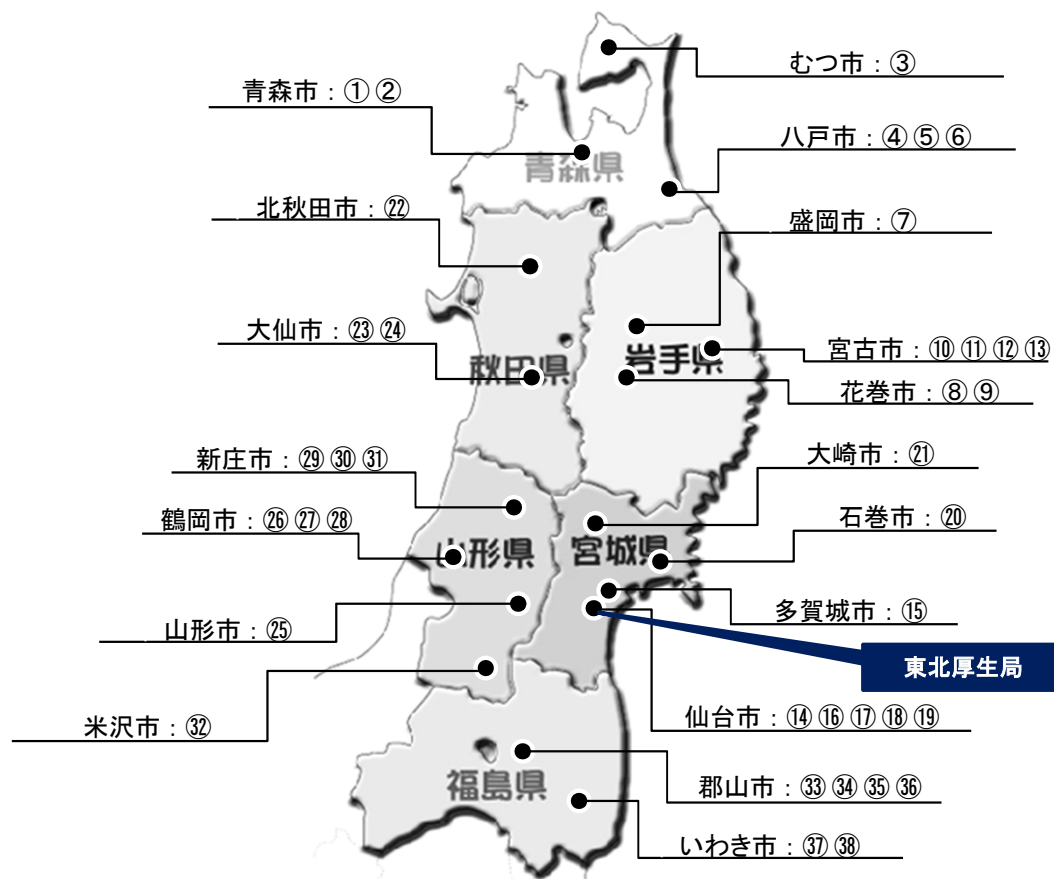 むつ市：③
青森市：①②
八戸市：④⑤⑥
青森県
北秋田市：㉒
盛岡市：⑦
大仙市：㉓㉔
秋田県
岩手県
宮古市：⑩⑪⑫⑬
花巻市：⑧⑨
新庄市：㉙㉚㉛
大崎市：㉑
鶴岡市：㉖㉗㉘
石巻市：⑳
山形県
宮城県
多賀城市：⑮
山形市：㉕
東北厚生局
米沢市：㉜
仙台市：⑭⑯⑰⑱⑲
福島県
郡山市：㉝㉞㉟㊱
いわき市：㊲㊳